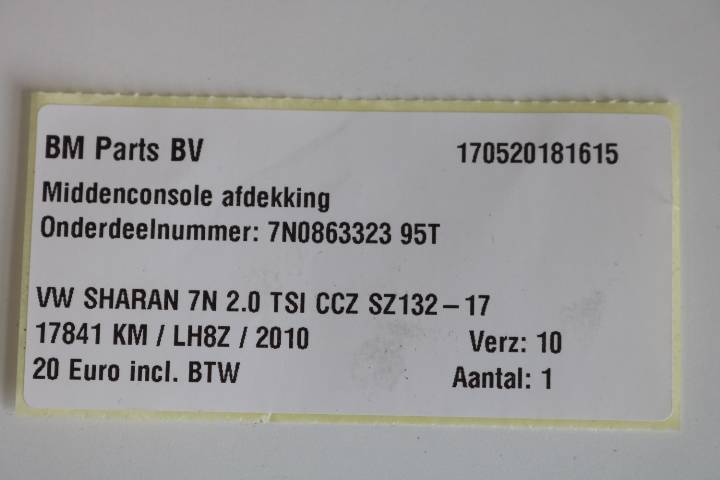 BM Parts BV 170520181615
Middenconsole afdekking
Onderdeelnummer: 7N0863323 95T
VW SHARAN 7N 2.0 TSI CCZ SZ132-17
17841 KM / LH8Z / 2010 Verz: 10
20 Euro incl. BTW Aantal: 1